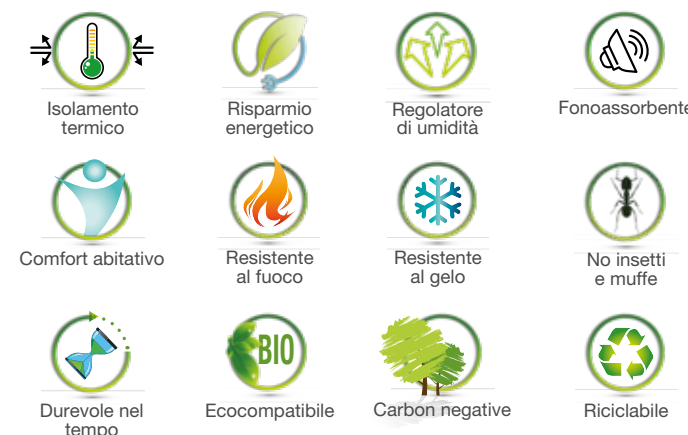 Isolamento
termico
Risparmio
energetico
Regolatore
di umidità
Fonoassorbente
Comfort abitativo
Resistente
al fuoco
Resistente
al gelo
No insetti
e muffe
Durevole nel
tempo
BIO
Ecocompatibile
Carbon negative
Riciclabile